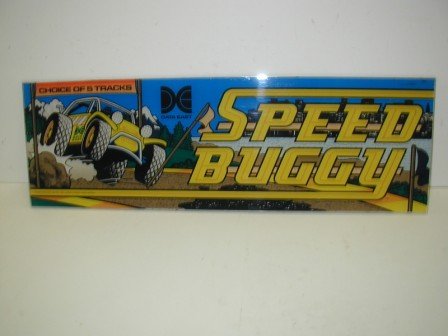 CHOICE OF 5 TRACKS
DATA EAST
SPEED
BUGGY